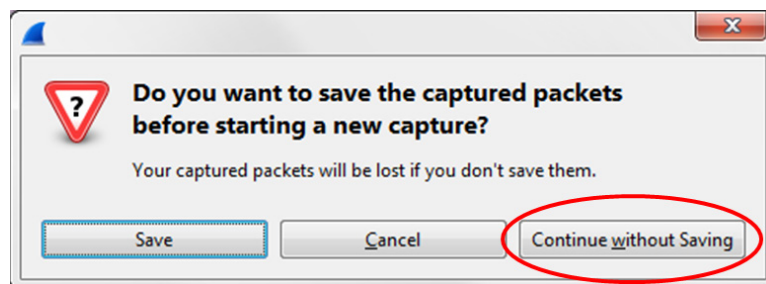 Do you want to save the captured packets
before starting a new capture?
Your captured packets will be lost if you don't save them.
Save Cancel Continue without Saving